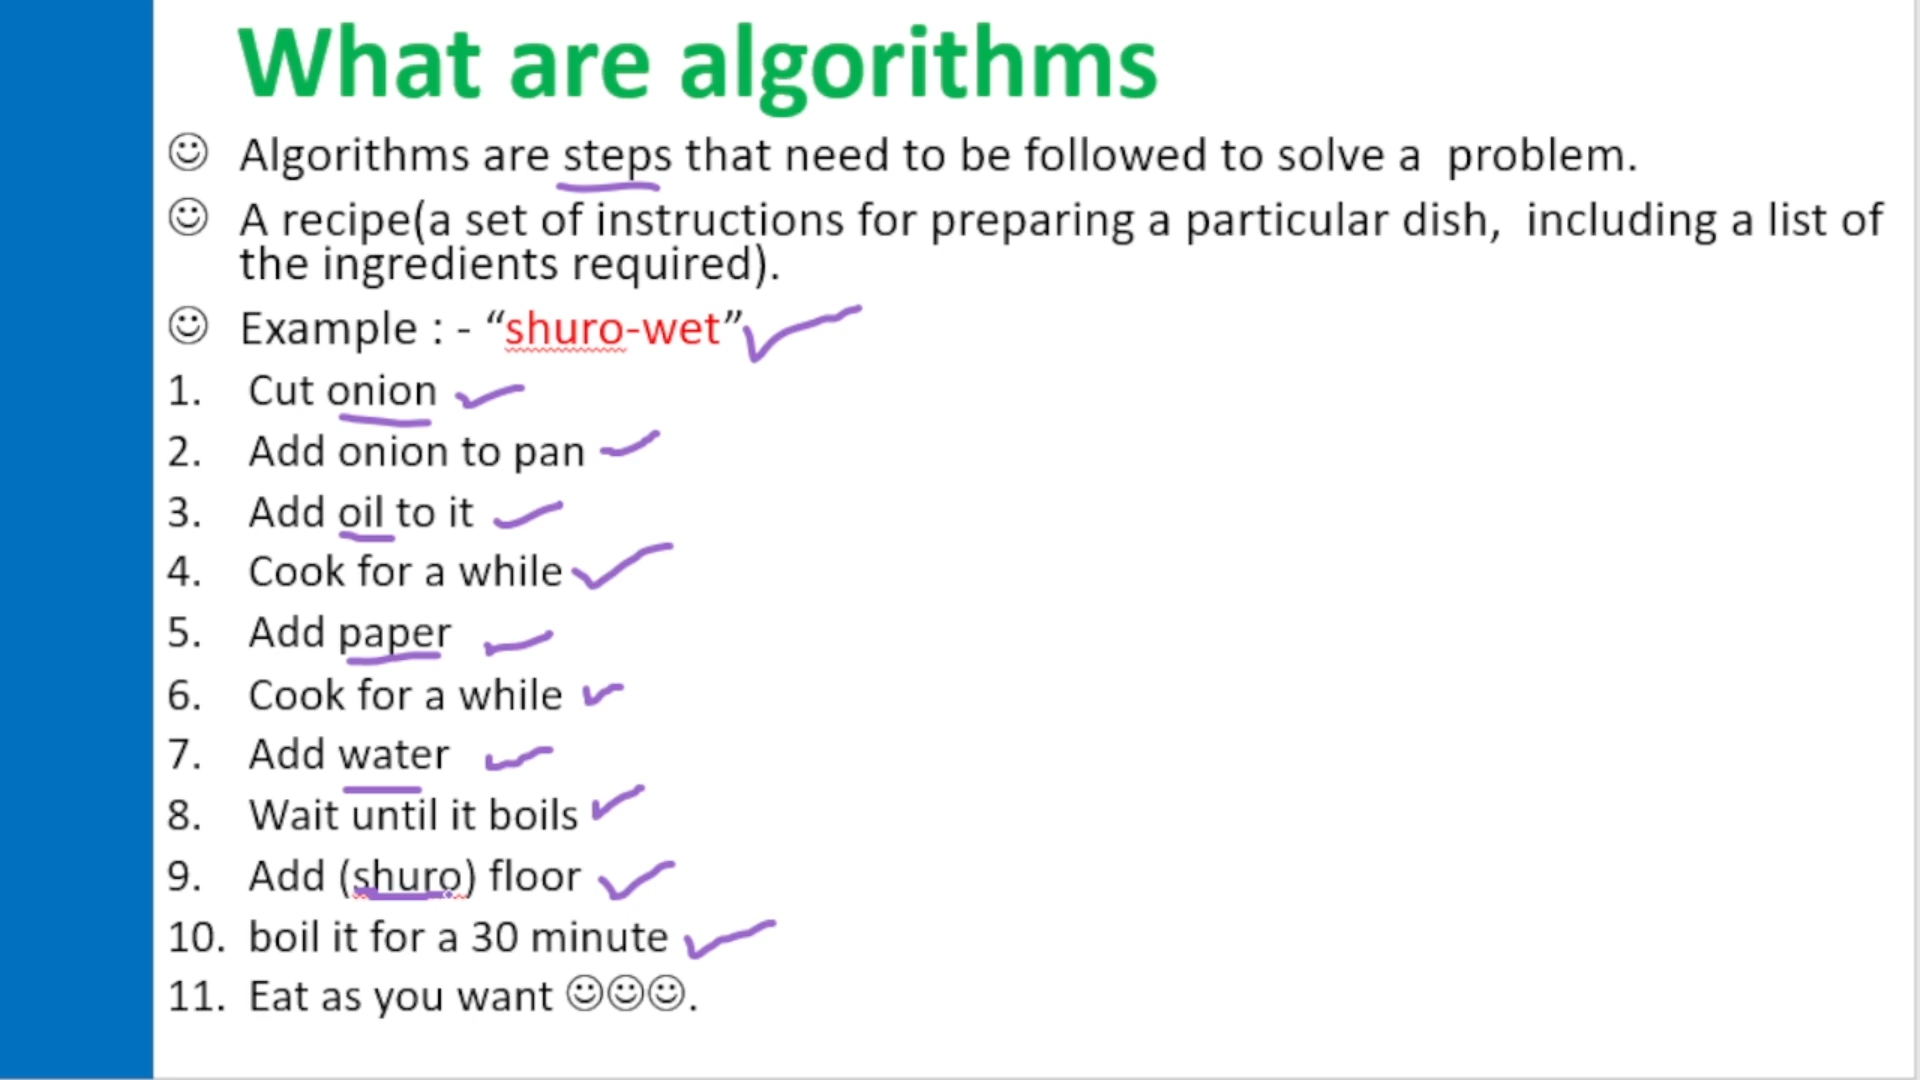 What are algorithms
☺ Algorithms are steps that need to be followed to solve a problem.
☺ A recipe(a set of instructions for preparing a particular dish, including a list of
the ingredients required).
☺ Example : - “shuro-wet”
1. Cut onion
2. Add onion to pan
3. Add oil to it
4. Cook for a while
5. Add paper
6. Cook for a while
7. Add water
8. Wait until it boils
9. Add (shuro) floor
10. boil it for a 30 minute
11. Eat as you want ☺☺☺.